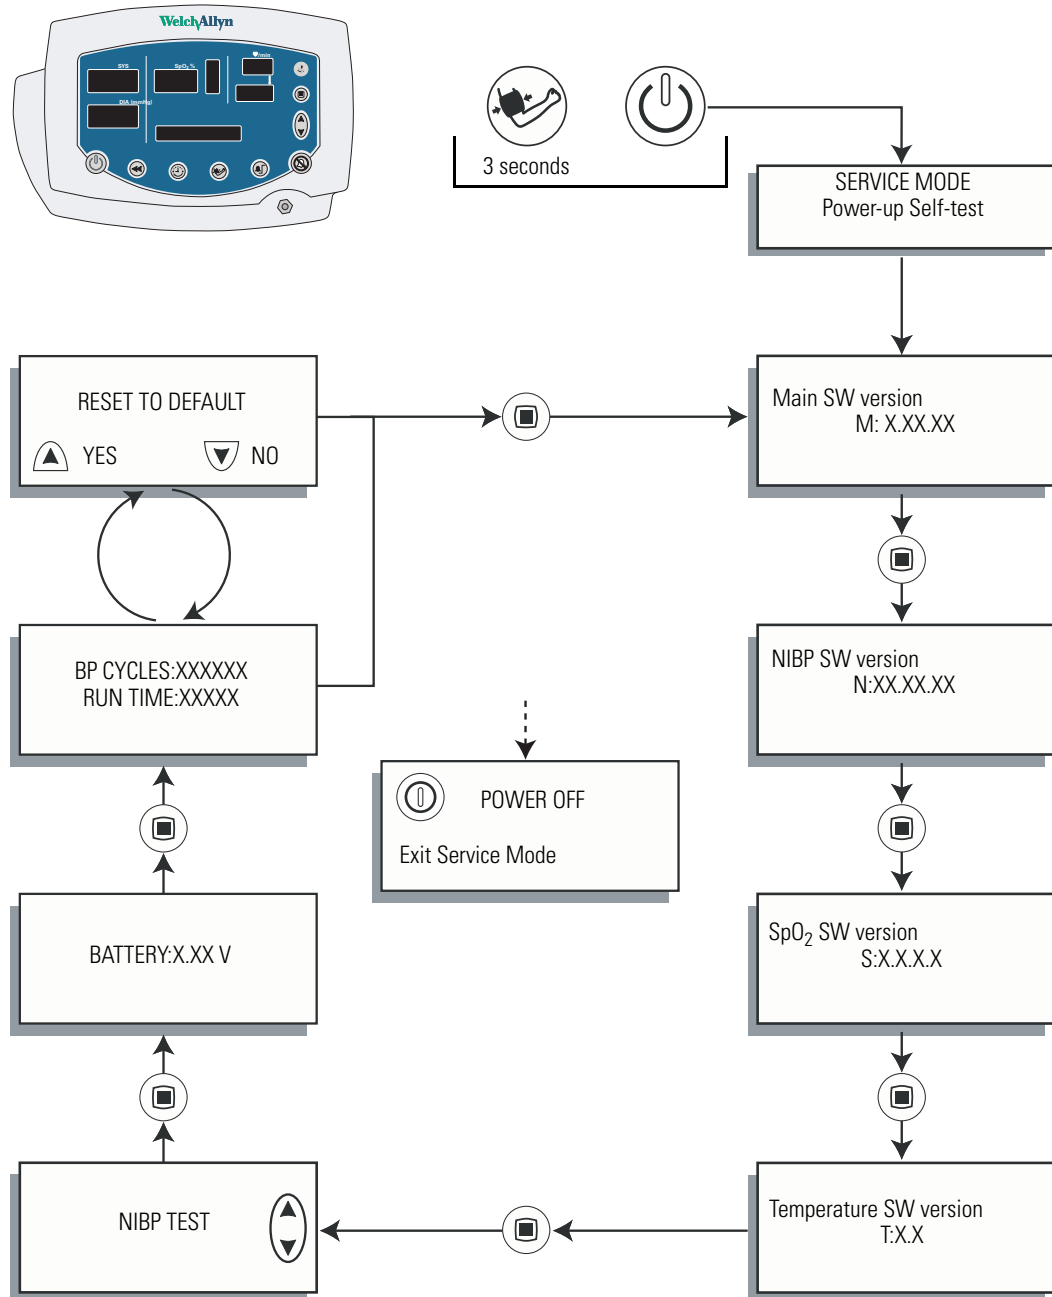 WelchAllyn
SYS
SpO2 %
♥/min
DIA (mmHg)
3 seconds
SERVICE MODE
Power-up Self-test
RESET TO DEFAULT
YES
NO
Main SW version
M: X.XX.XX
BP CYCLES:XXXXXX
RUN TIME:XXXXX
NIBP SW version
N:XX.XX.XX
POWER OFF
Exit Service Mode
BATTERY:X.XX V
SpO2 SW version
S:X.X.X.X
NIBP TEST
Temperature SW version
T:X.X